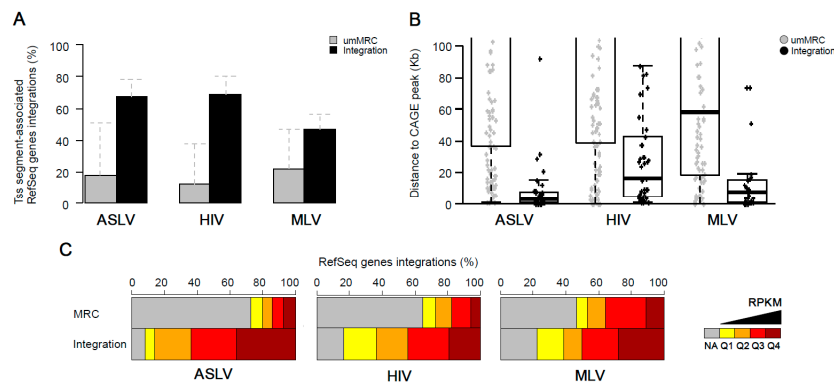 A
Tss segment-associated
RefSeq genes integrations (%)
100
80
60
40
20
0
umMRC
Integration
ASLV
HIV
MLV
B
Distance to CAGE peak (Kb)
100
80
60
40
20
0
umMRC
Integration
ASLV
HIV
MLV
C
RefSeq genes integrations (%)
0 20 40 60 80 100
0 20 40 60 80 100
0 20 40 60 80 100
MRC
Integration
ASLV
HIV
MLV
RPKM
NA Q1 Q2 Q3 Q4